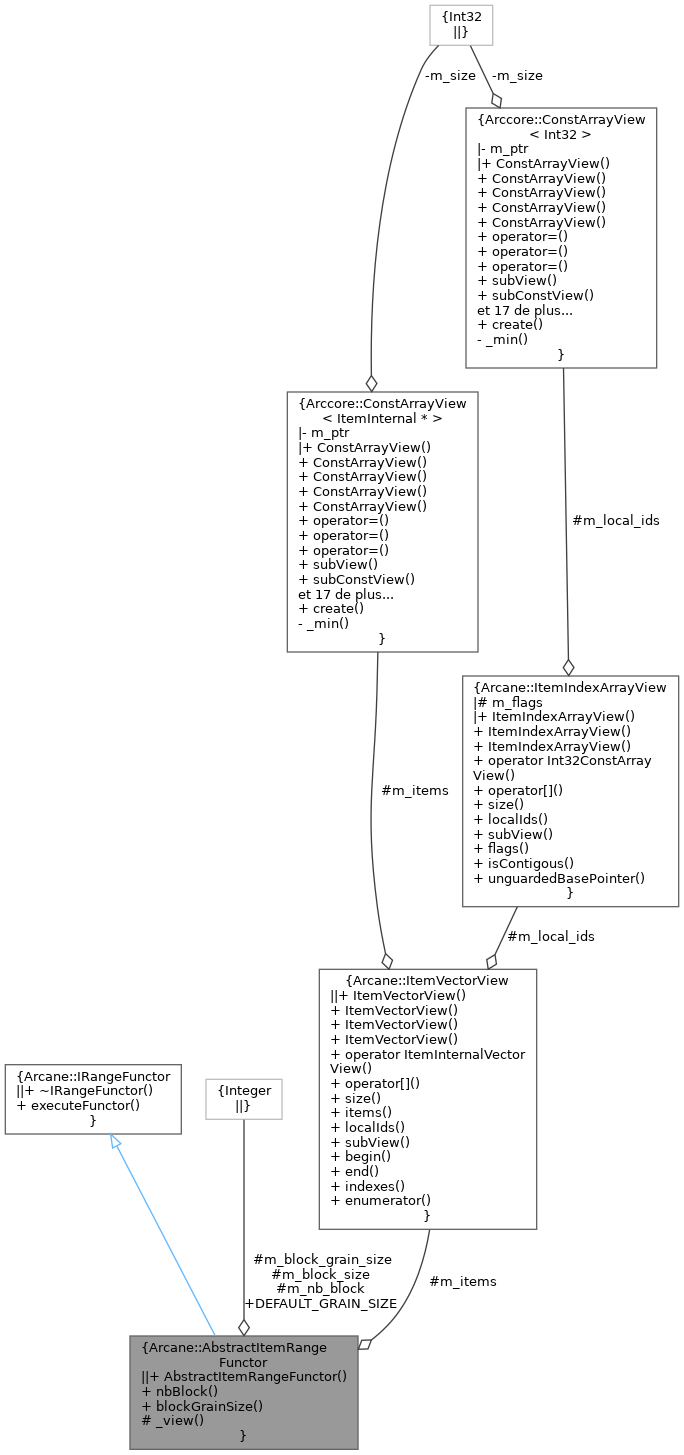 {Int32
||}
-m_size
-m_size
{Arccore::ConstArrayView
< Int32 >
|- m_ptr
|+ ConstArrayView()
+ ConstArrayView()
+ ConstArrayView()
+ ConstArrayView()
+ ConstArrayView()
+ operator=()
+ operator=()
+ operator=()
+ subView()
+ subConstView()
et 17 de plus...
+ create()
- _min()
}
{Arccore::ConstArrayView
< ItemInternal * >
|- m_ptr
|+ ConstArrayView()
+ ConstArrayView()
+ ConstArrayView()
+ ConstArrayView()
+ ConstArrayView()
+ operator=()
+ operator=()
+ operator=()
+ subView()
+ subConstView()
et 17 de plus...
+ create()
- _min()
}
#m_local_ids
{Arcane::ItemIndexArrayView
|# m_flags
|+ ItemIndexArrayView()
+ ItemIndexArrayView()
+ ItemIndexArrayView()
+ operator Int32ConstArray
View()
+ operator[]()
+ size()
+ localIds()
+ subView()
+ flags()
+ isContigous()
+ unguardedBasePointer()
}
#m_items
#m_local_ids
{Arcane::ItemVectorView
||+ ItemVectorView()
+ ItemVectorView()
+ ItemVectorView()
+ ItemVectorView()
+ operator ItemInternalVector
View()
+ operator[]()
+ size()
+ items()
+ localIds()
+ subView()
+ begin()
+ end()
+ indexes()
+ enumerator()
}
{Arcane::IRangeFunctor
||+ ~IRangeFunctor()
+ executeFunctor()
}
{Integer
||}
#m_block_grain_size
#m_block_size
#m_nb_block
+DEFAULT_GRAIN_SIZE
#m_items
{Arcane::AbstractItemRange
Functor
||+ AbstractItemRangeFunctor()
+ nbBlock()
+ blockGrainSize()
# _view()
}